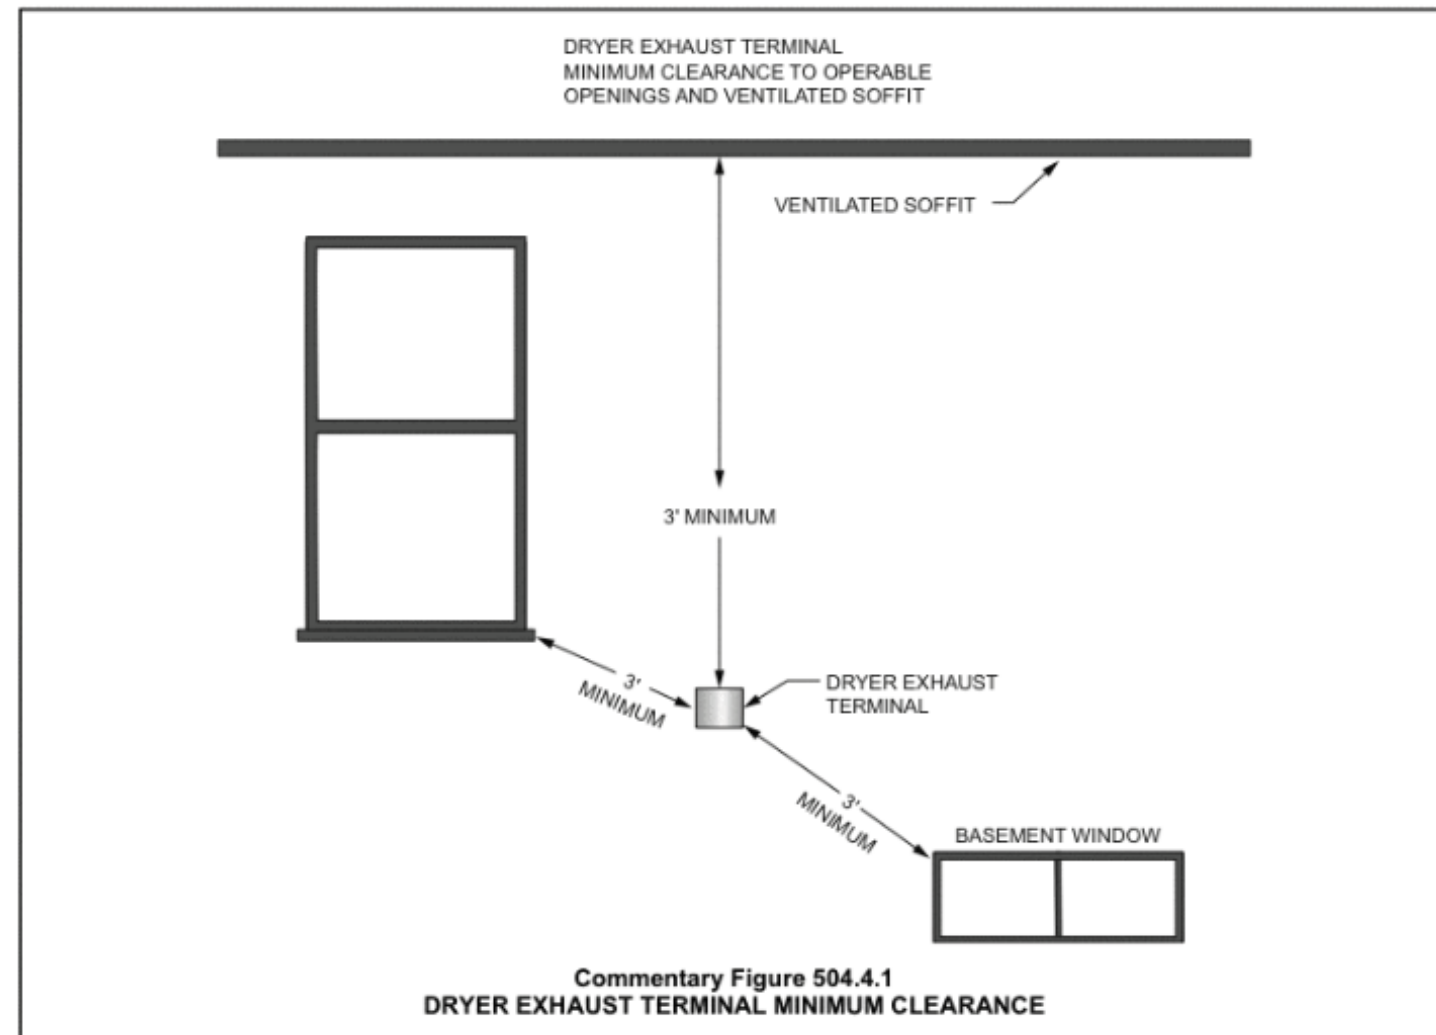 DRYER EXHAUST TERMINAL
MINIMUM CLEARANCE TO OPERABLE
OPENINGS AND VENTILATED SOFFIT
VENTILATED SOFFIT
3' MINIMUM
3'
MINIMUM
DRYER EXHAUST
TERMINAL
3'
MINIMUM
BASEMENT WINDOW
Commentary Figure 504.4.1
DRYER EXHAUST TERMINAL MINIMUM CLEARANCE